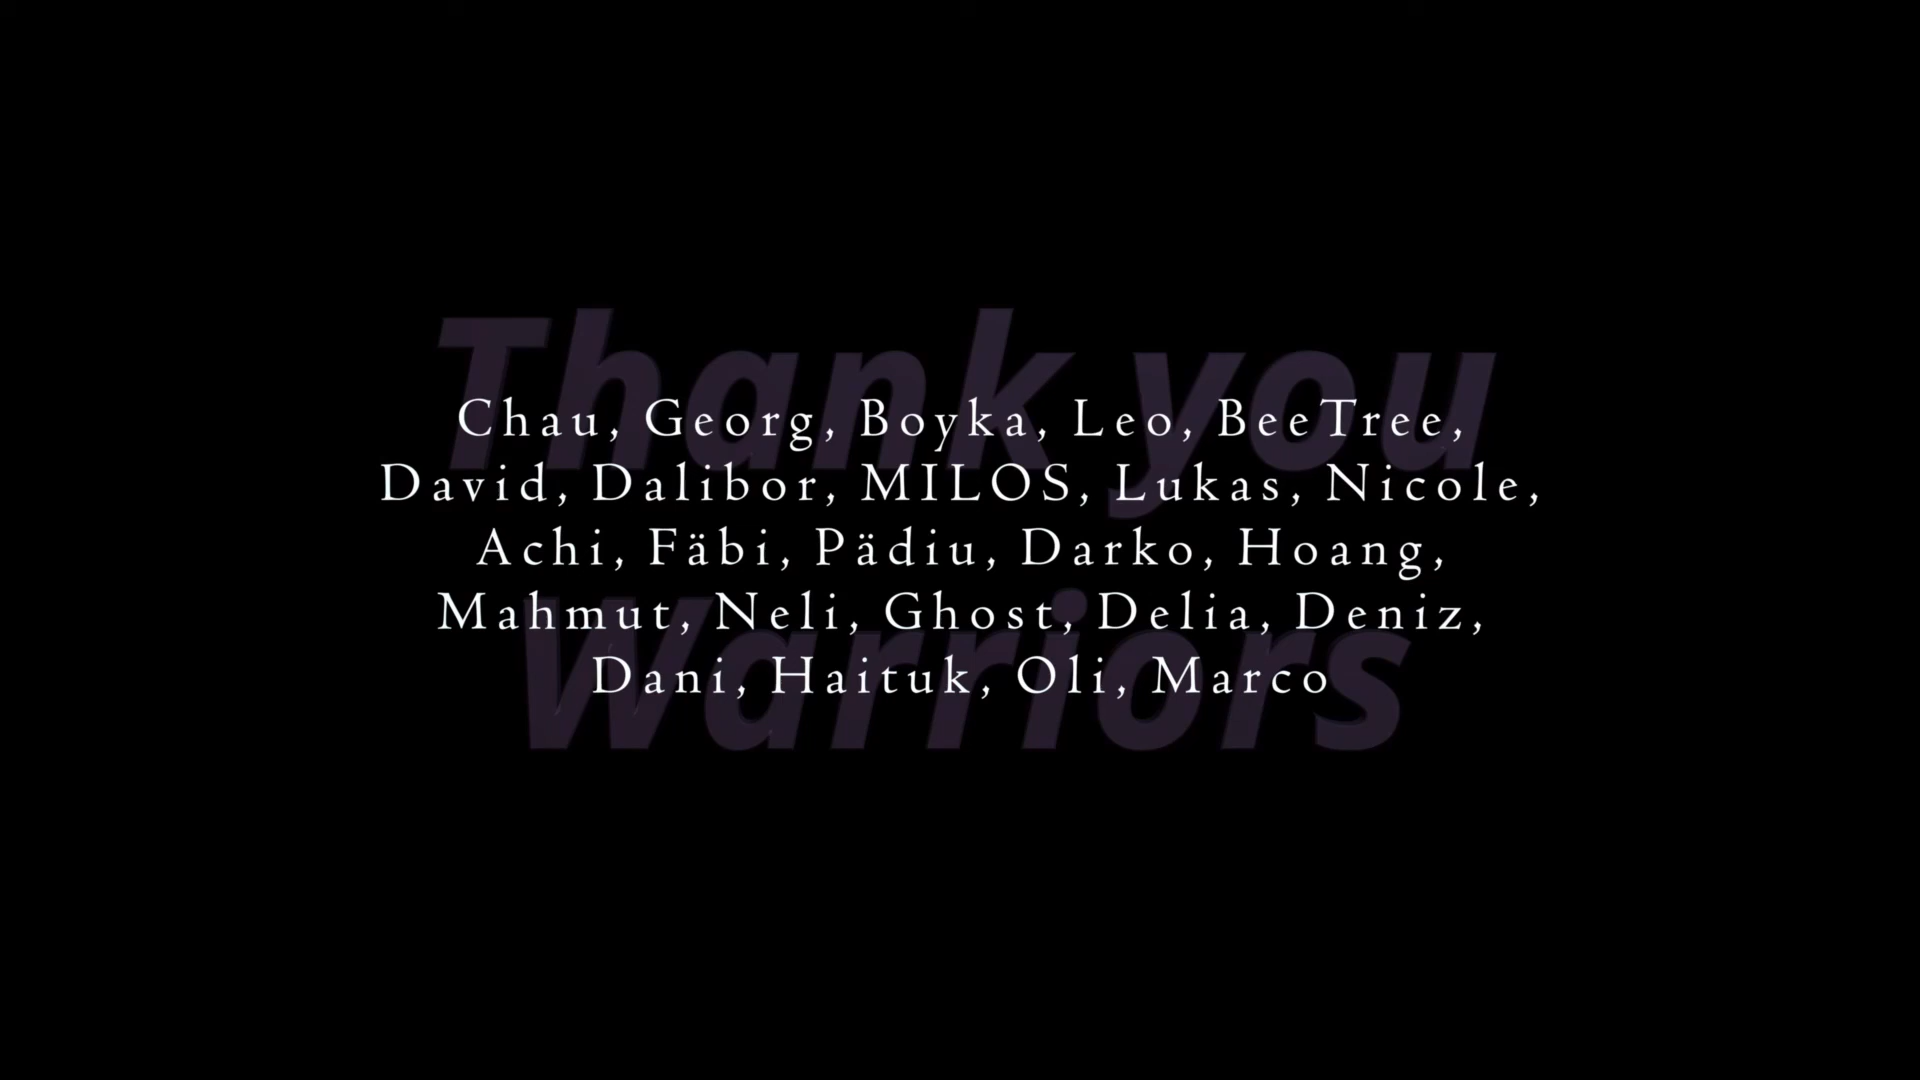 Thank you
Chau, Georg, Boyka, Leo, BeeTree,
David, Dalibor, MILOS, Lukas, Nicole,
Achi, Fäbi, Pädiu, Darko, Hoang,
Mahmut, Neli, Ghost, Delia, Deniz,
Warriors
Dani, Haituk, Oli, Marco